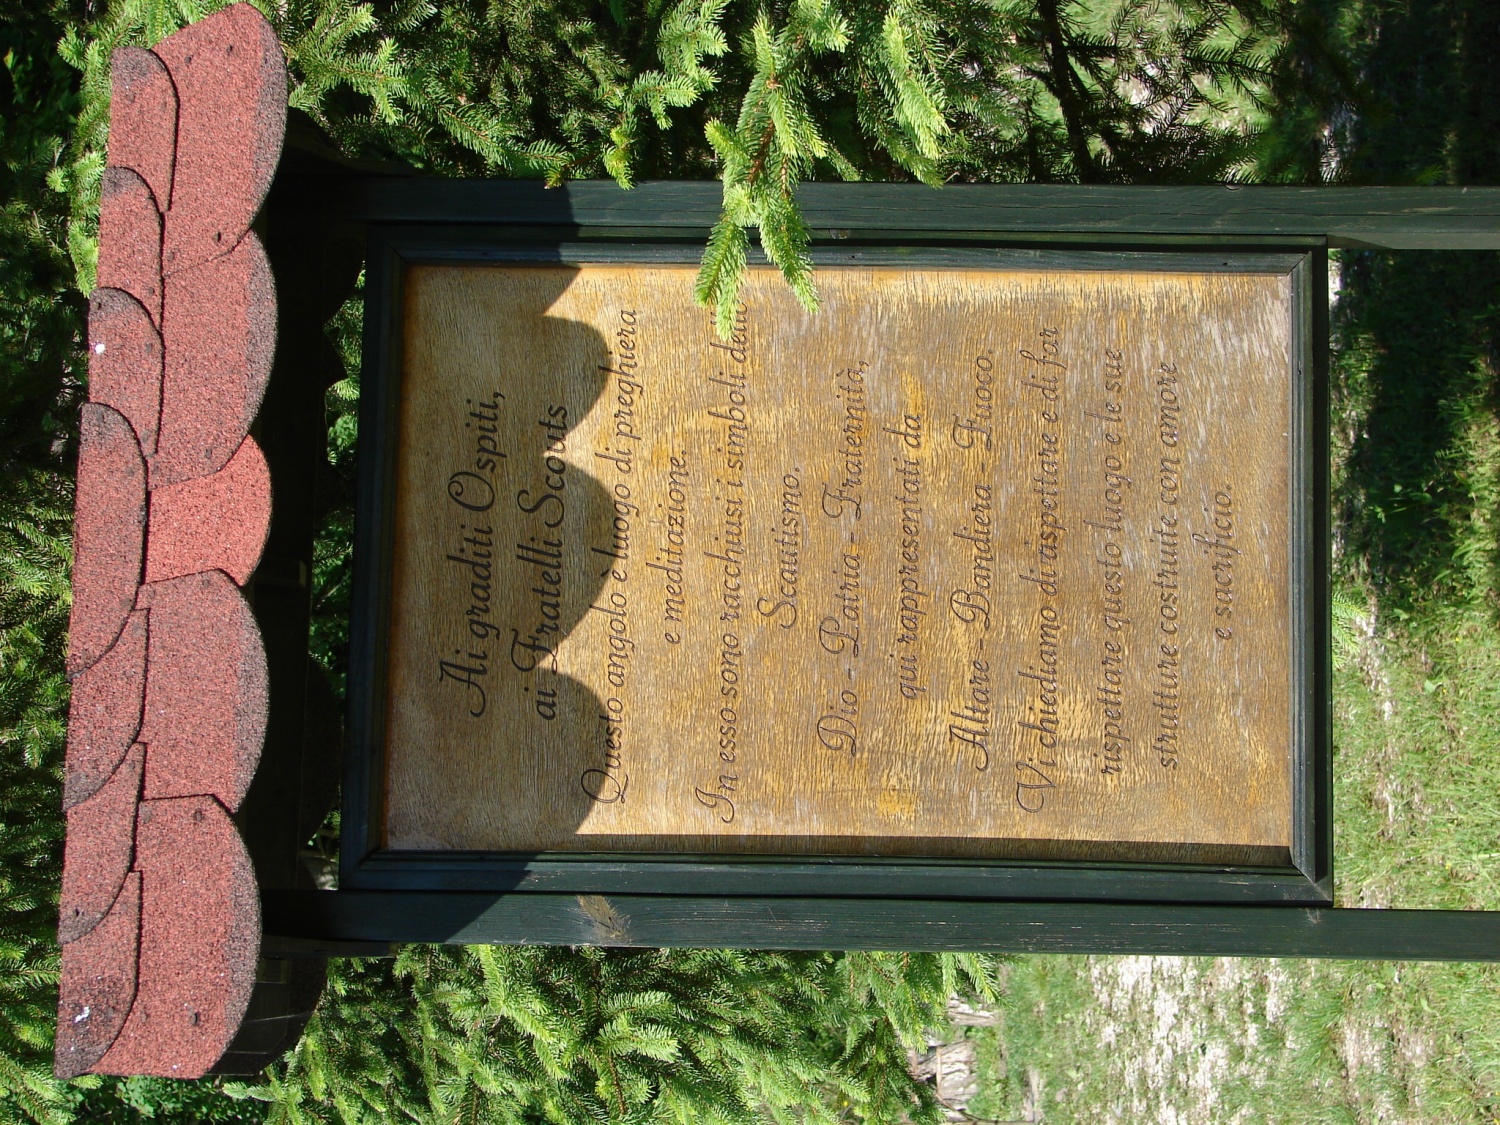 Ai graditi Ospiti,
ai Fratelli Scouts
Questo angolo è luogo di preghiera
e meditazione.
In esso sono racchiusi i simboli dello
Scautismo.
Dio - Patria - Fraternità,
qui rappresentati da
Altare - Bandiera - Fuoco.
Vi chiediamo di aspettare e di far
rispettare questo luogo e le sue
strutture costruite con amore
e sacrificio.